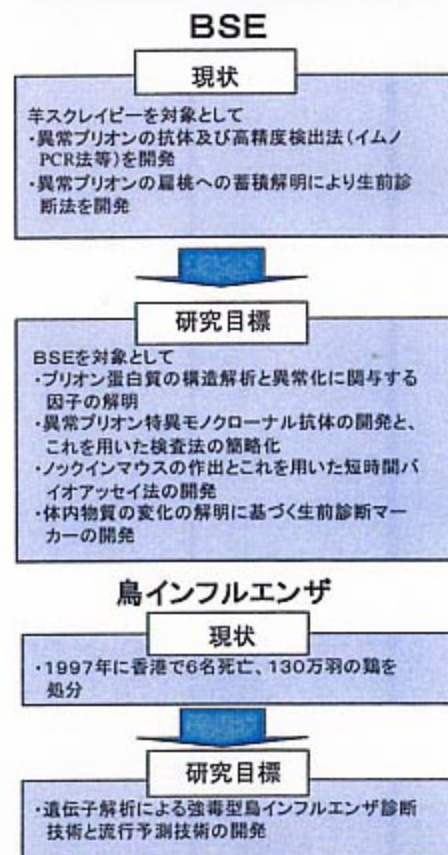 BSE
現状
羊スクレイピーを対象として
・異常プリオンの抗体及び高精度検出法(イムノ
PCR法等)を開発
・異常プリオンの扁桃への蓄積解明により生前診
断法を開発
研究目標
BSEを対象として
・プリオン蛋白質の構造解析と異常化に関与する
因子の解明
・異常プリオン特異モノクローナル抗体の開発と、
これを用いた検査法の簡略化
・ノックインマウスの作出とこれを用いた短時間バ
イオアッセイ法の開発
・体内物質の変化の解明に基づく生前診断マー
カーの開発
鳥インフルエンザ
現状
・1997年に香港で6名死亡、130万羽の鶏を
処分
研究目標
・遺伝子解析による強毒型鳥インフルエンザ診断
技術と流行予測技術の開発